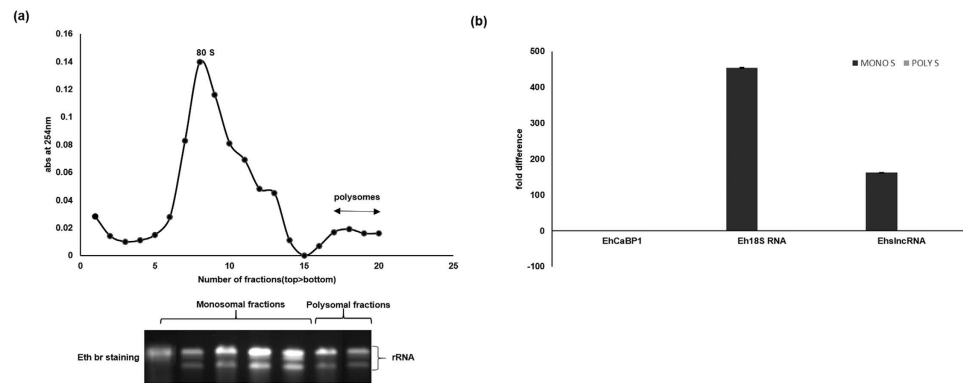 (a)
0.16
0.14
0.12
0.1
0.08
0.06
0.04
0.02
0
abs at 254nm
80 S
polysomes
0
5
10
15
20
25
Number of fractions(top>bottom)
Monosomal fractions
Polysomal fractions
Eth br staining
rRNA
(b)
500
400
300
200
100
0
-100
fold difference
MONO S
POLY S
EhCaBP1
Eh18S RNA
EhslncRNA